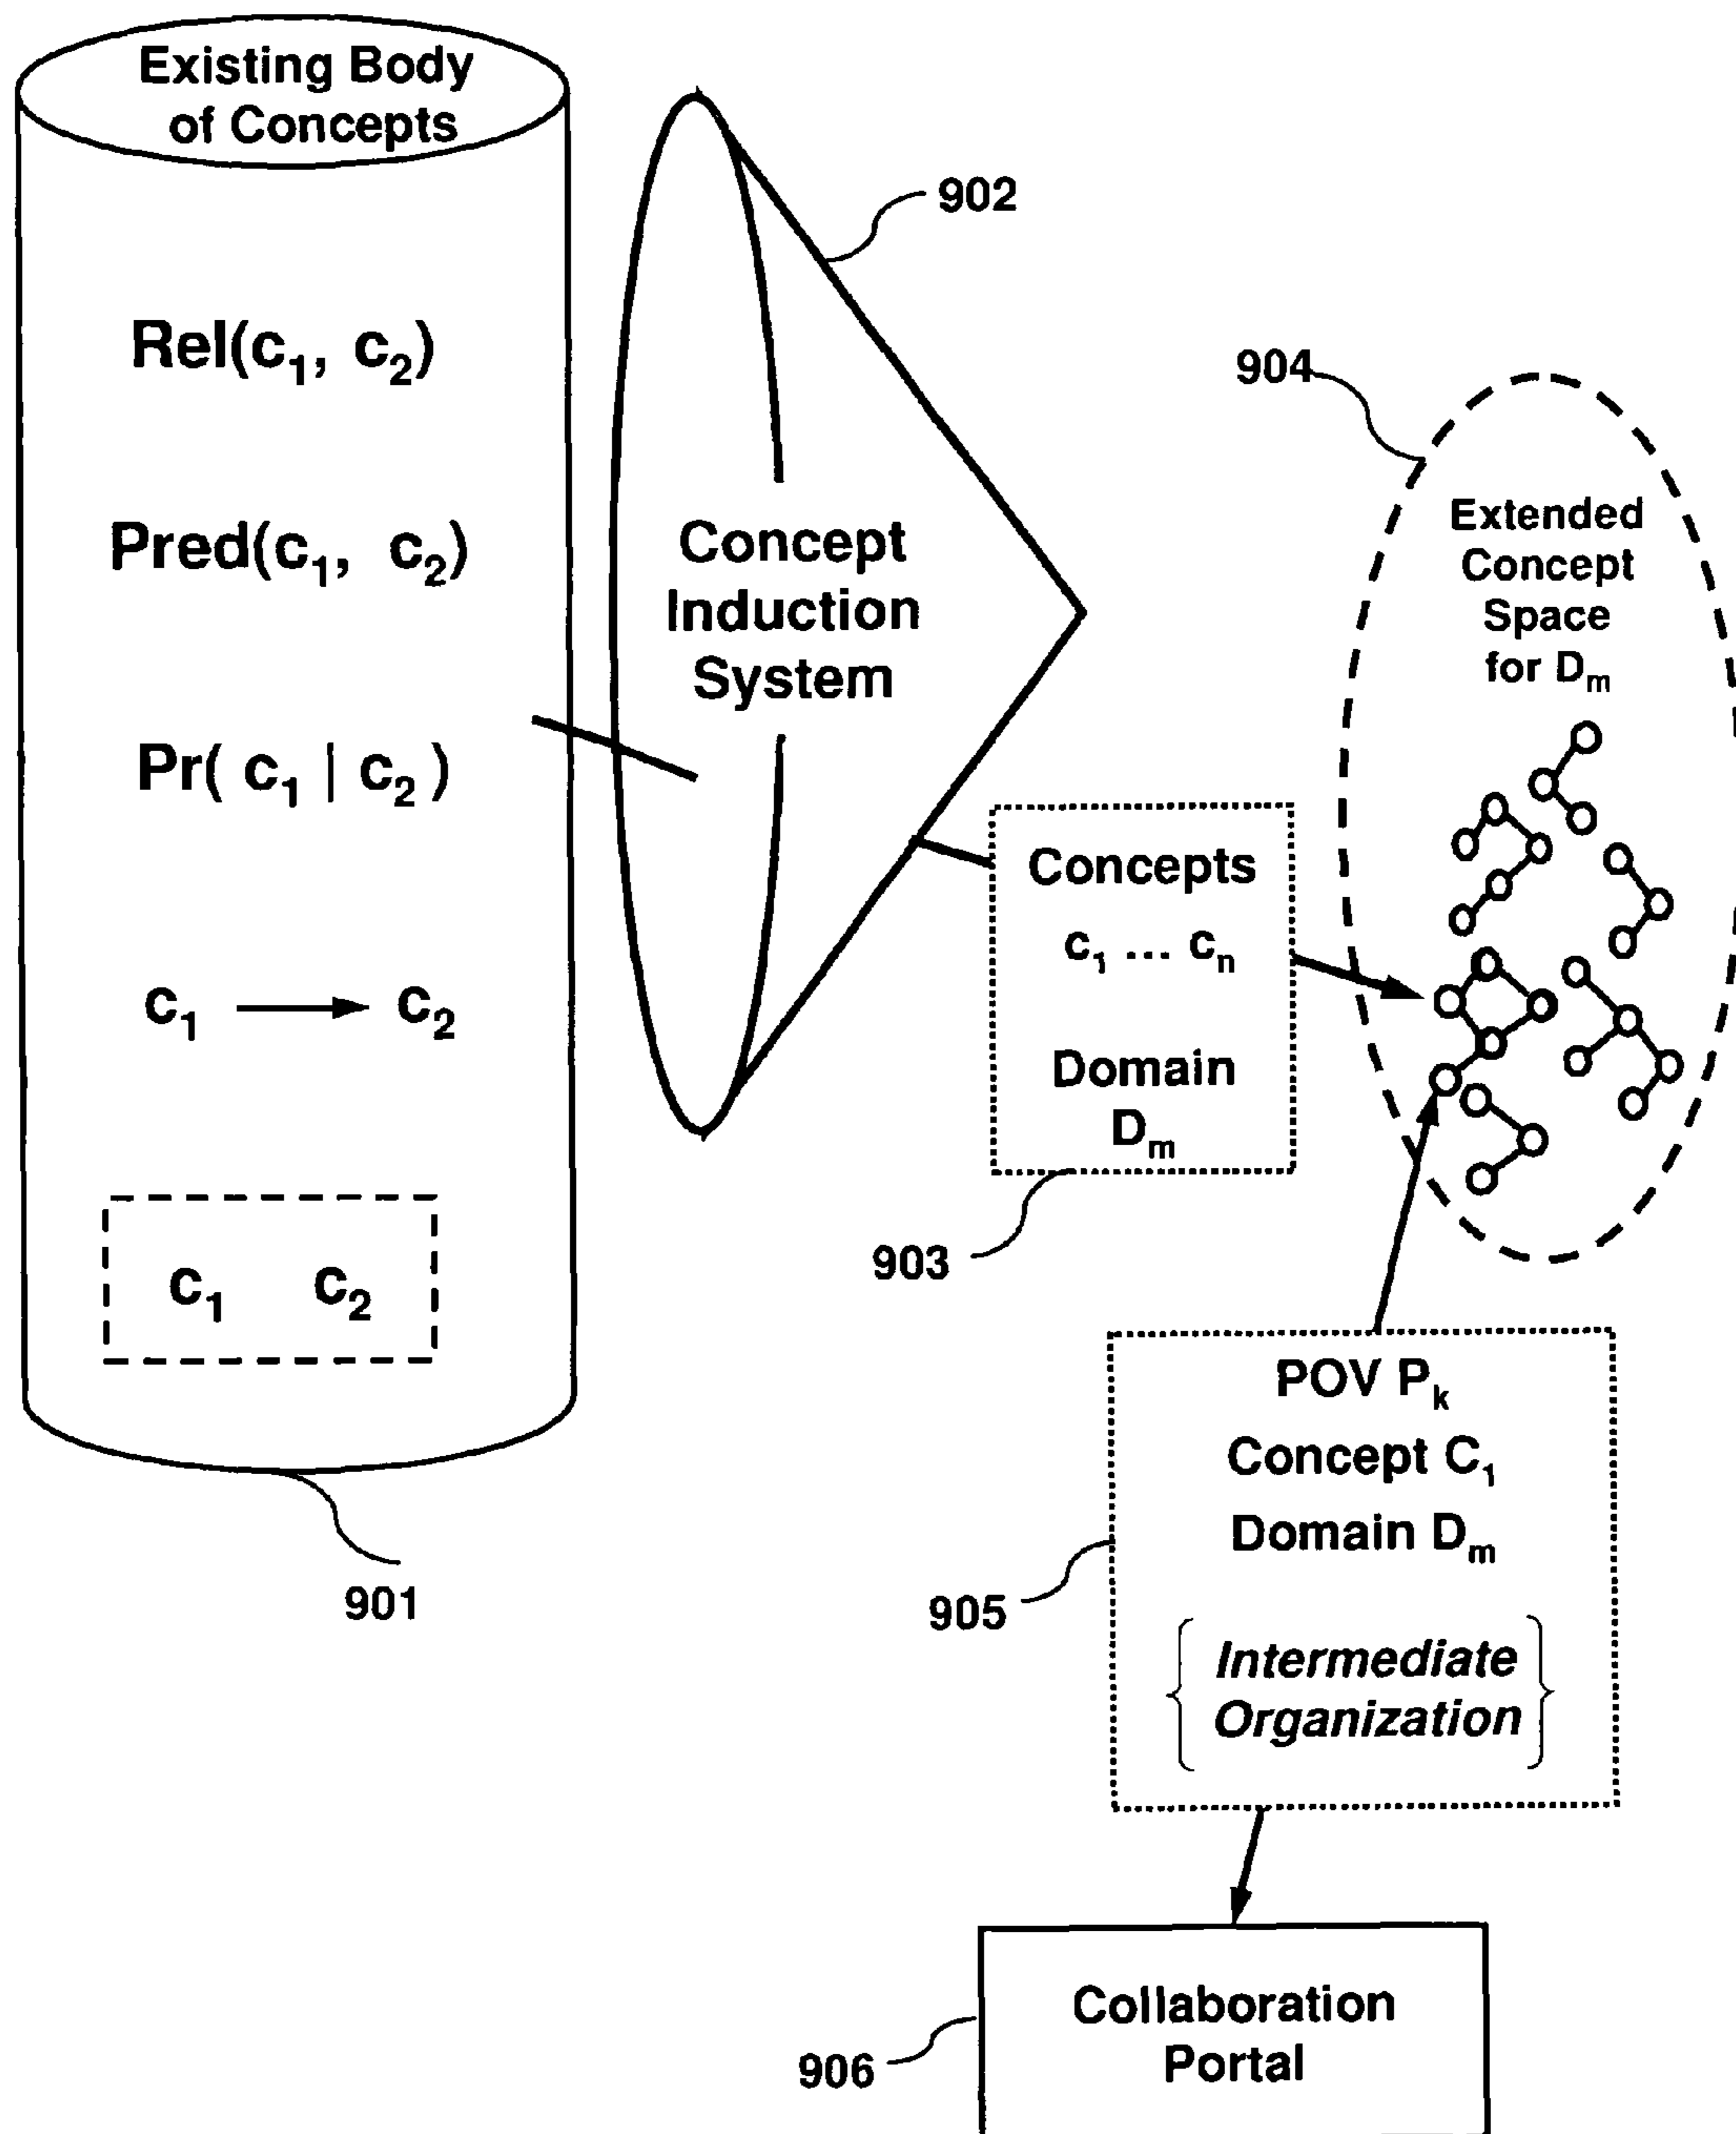 Existing Body
of Concepts
Rel(c₁, c₂)
Pred(c₁, c₂)
Pr( c₁ | c₂ )
c₁ → c₂
c₁ c₂
901
902
Concept
Induction
System
Concepts
c₁ ... cₙ
Domain
Dₘ
903
904
Extended
Concept
Space
for Dₘ
POV Pₖ
Concept C₁
Domain Dₘ
{ Intermediate
Organization }
905
Collaboration
Portal
906